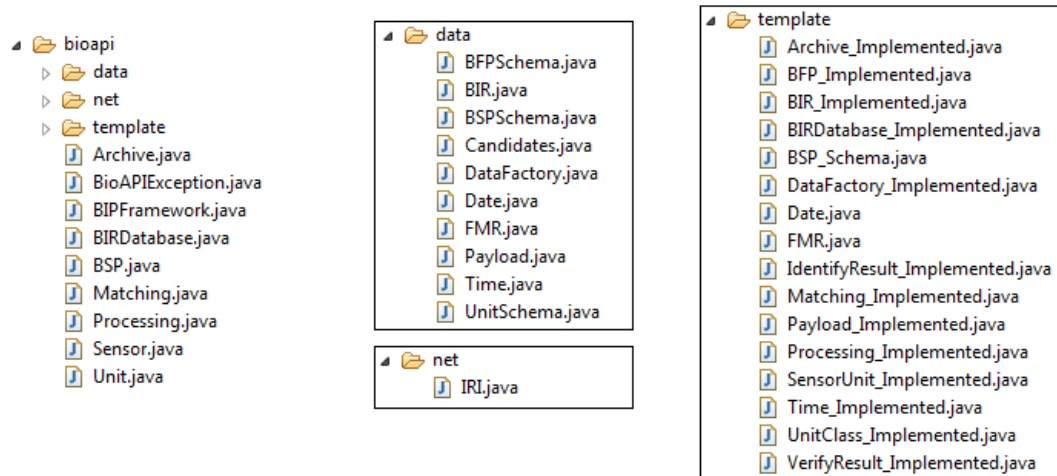 bioapi
data
net
template
Archive.java
BioAPIException.java
BIPFramework.java
BIRDatabase.java
BSP.java
Matching.java
Processing.java
Sensor.java
Unit.java
data
BFPSchema.java
BIR.java
BSPSchema.java
Candidates.java
DataFactory.java
Date.java
FMR.java
Payload.java
Time.java
UnitSchema.java
net
IRI.java
template
Archive_Implemented.java
BFP_Implemented.java
BIR_Implemented.java
BIRDatabase_Implemented.java
BSP_Schema.java
DataFactory_Implemented.java
Date.java
FMR.java
IdentifyResult_Implemented.java
Matching_Implemented.java
Payload_Implemented.java
Processing_Implemented.java
SensorUnit_Implemented.java
Time_Implemented.java
UnitClass_Implemented.java
VerifyResult_Implemented.java